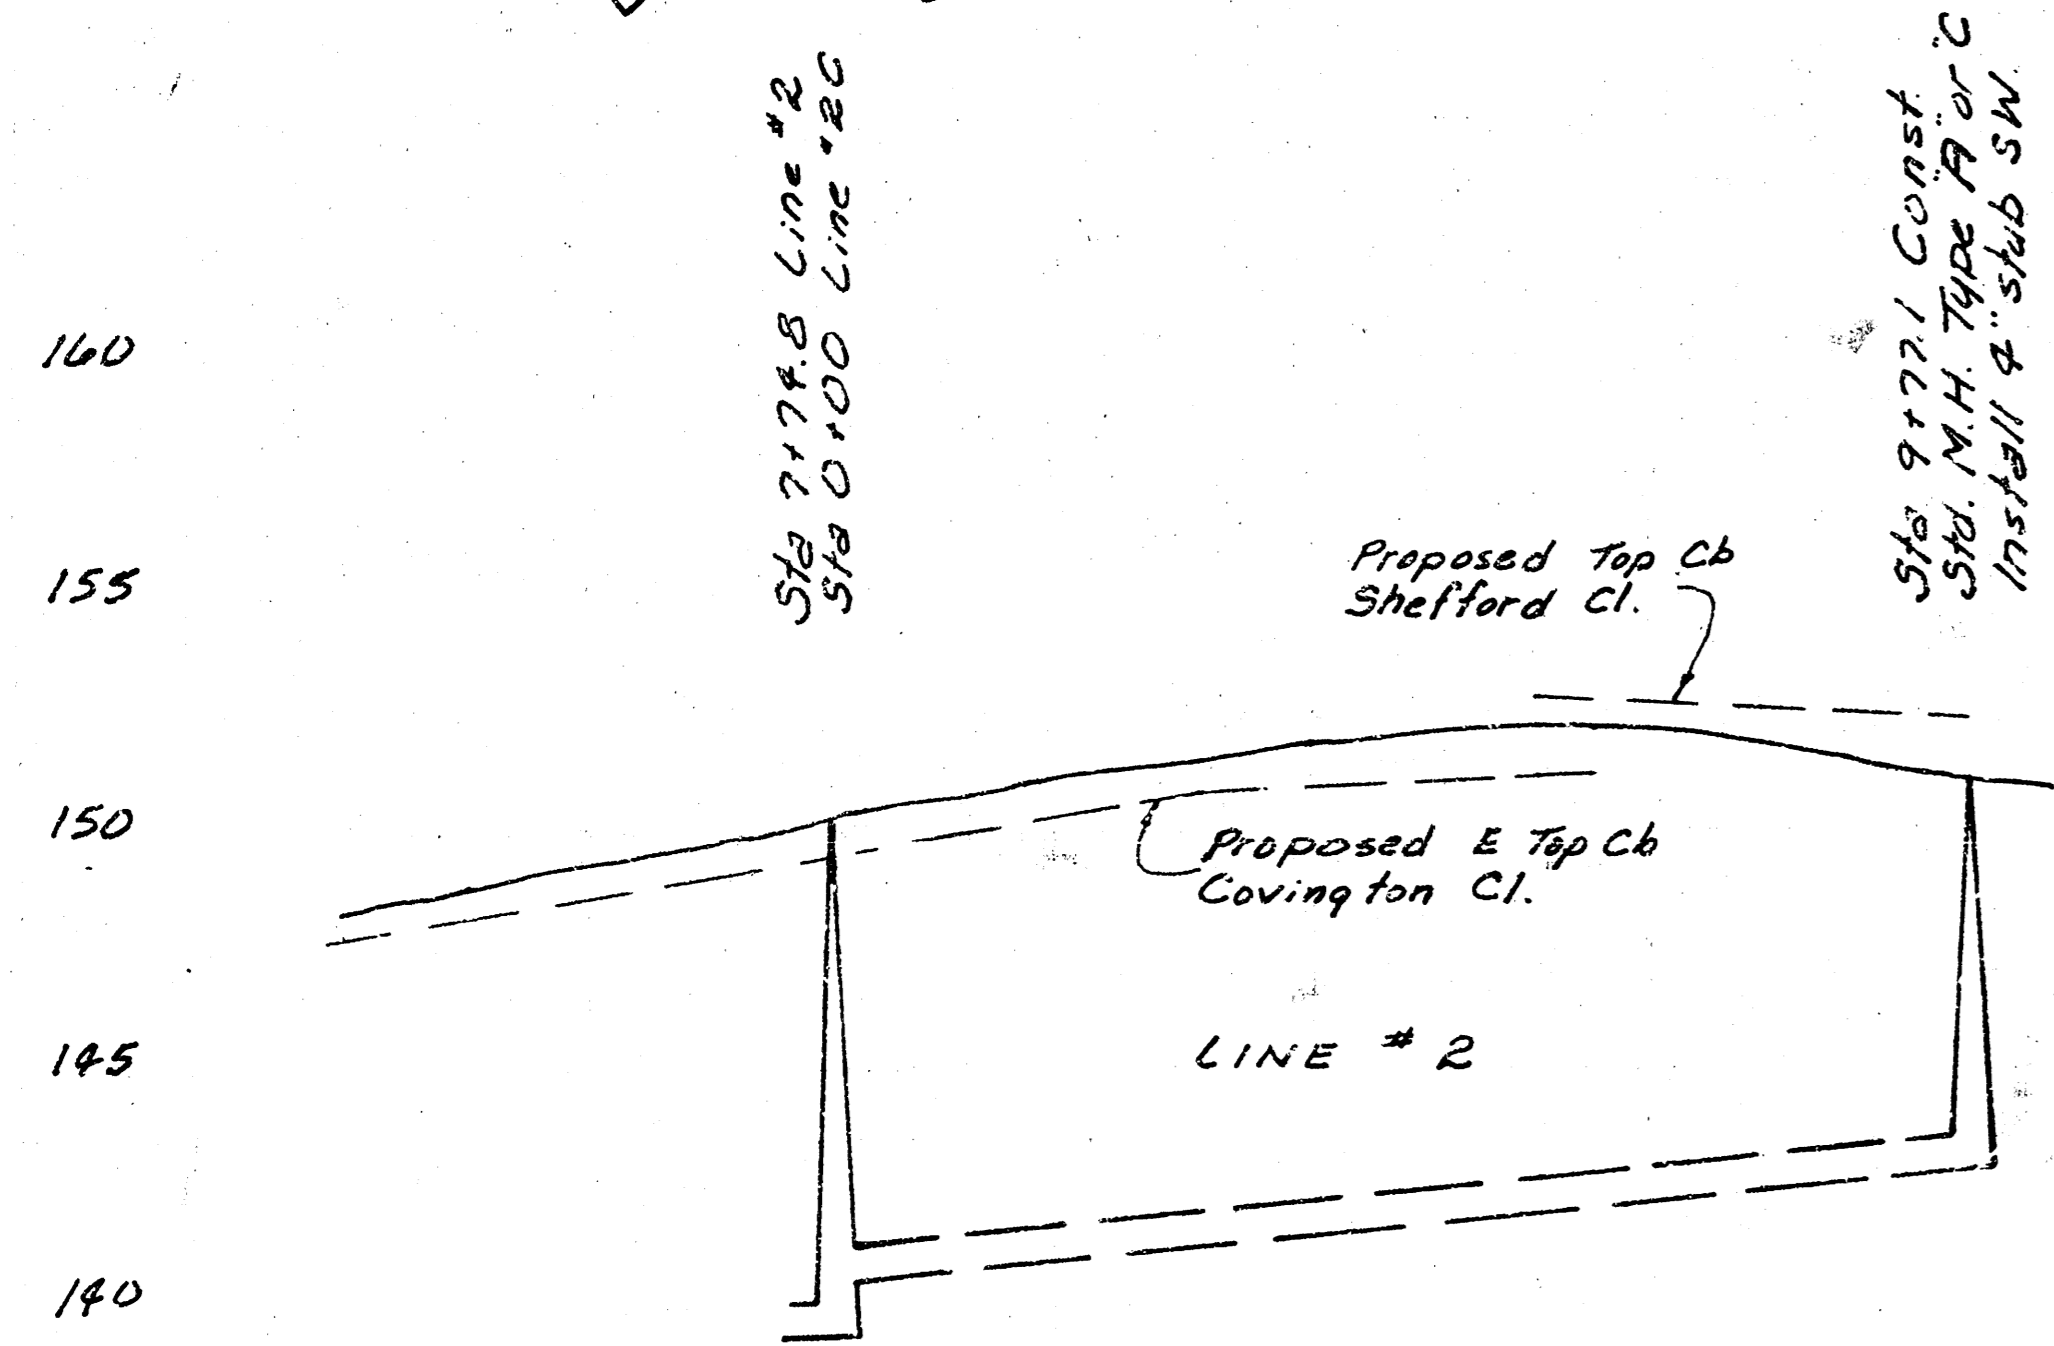 Sta 7+74.8 Line #2
Sta 0+00 Line #2C
Sta 9+77.1 Const.
Std. M.H. Type "A" or "C"
Install 4" stub SW.
160
155
150
145
140
Proposed Top Cb
Shefford Cl.
Proposed E Top Cb
Covington Cl.
LINE # 2